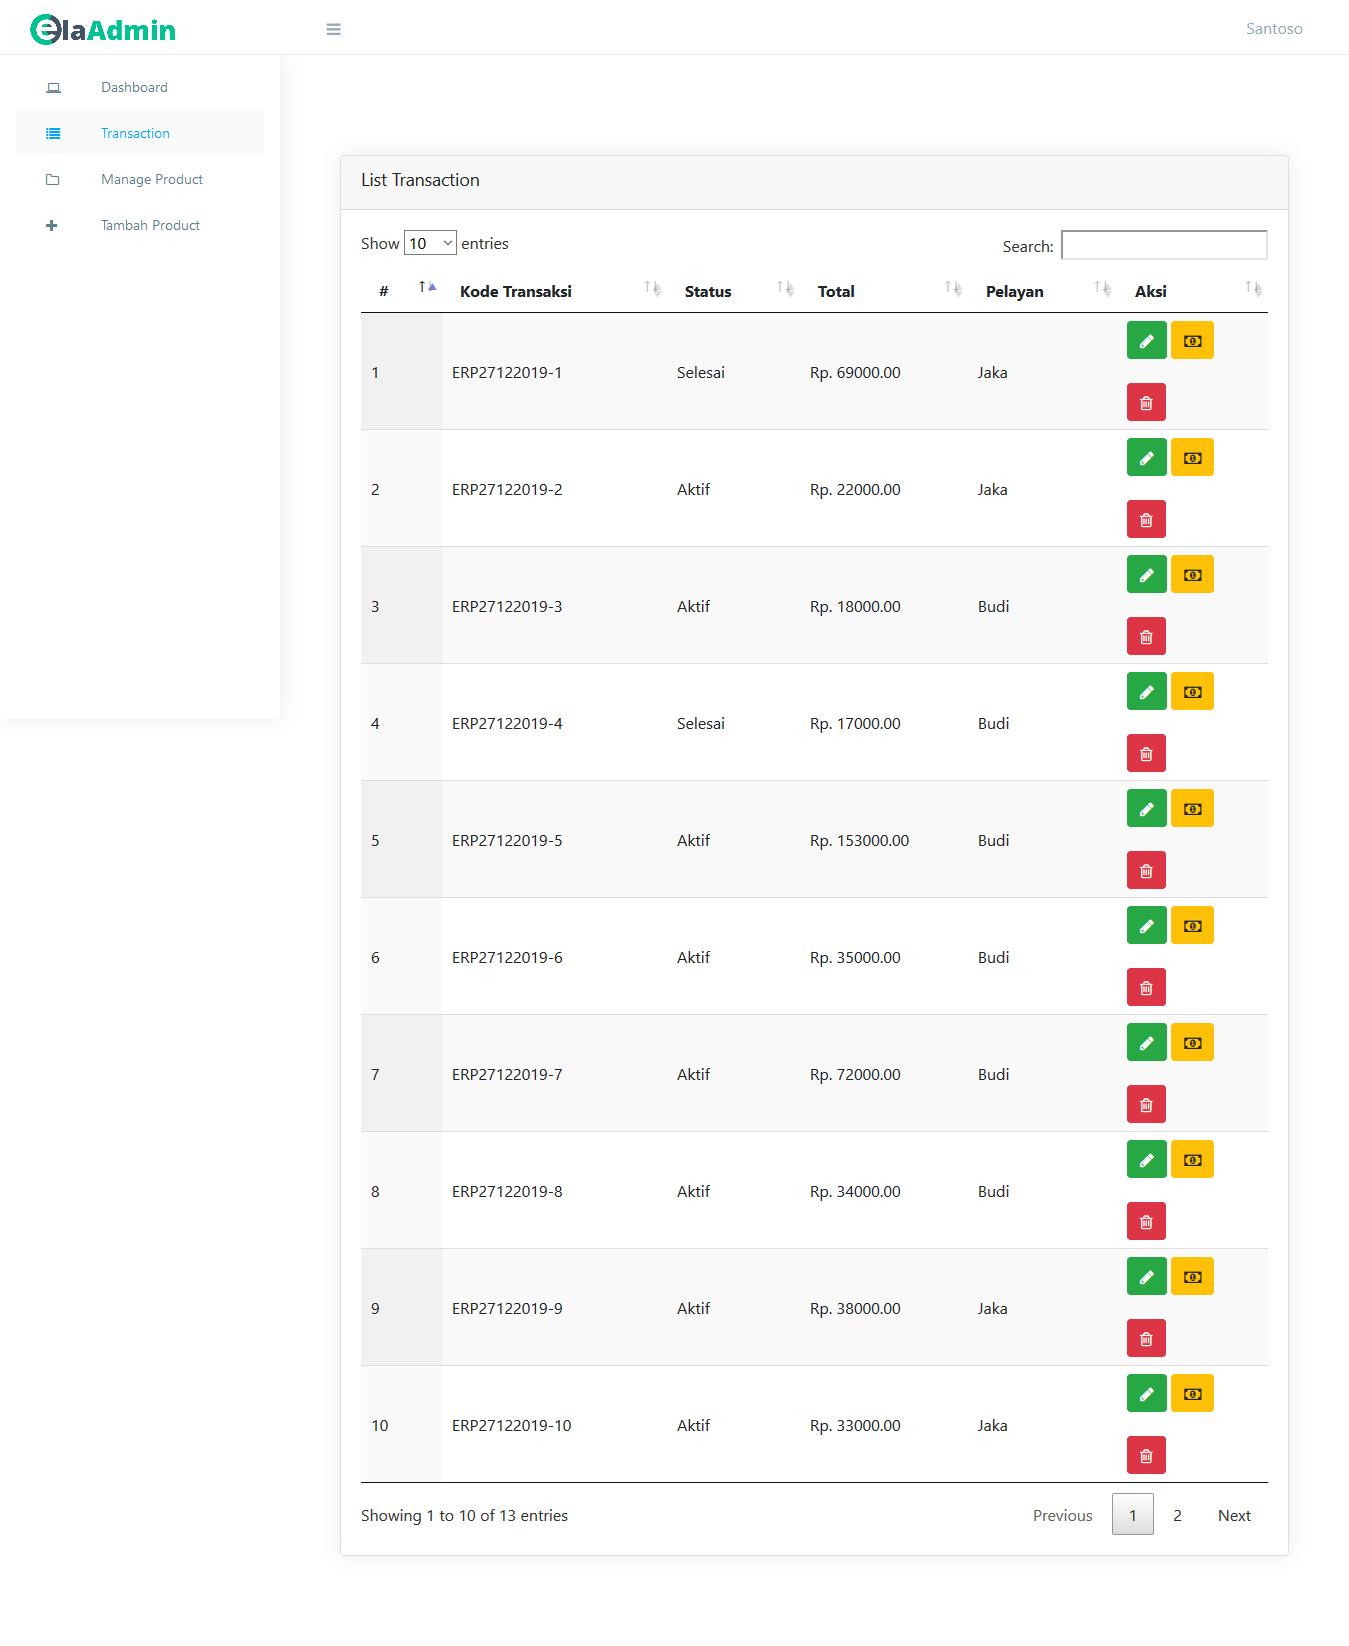 elaAdmin
Santoso
Dashboard
Transaction
Manage Product
Tambah Product
List Transaction
Show 10 entries
Search:
# Kode Transaksi Status Total Pelayan Aksi
1 ERP27122019-1 Selesai Rp. 69000.00 Jaka
2 ERP27122019-2 Aktif Rp. 22000.00 Jaka
3 ERP27122019-3 Aktif Rp. 18000.00 Budi
4 ERP27122019-4 Selesai Rp. 17000.00 Budi
5 ERP27122019-5 Aktif Rp. 153000.00 Budi
6 ERP27122019-6 Aktif Rp. 35000.00 Budi
7 ERP27122019-7 Aktif Rp. 72000.00 Budi
8 ERP27122019-8 Aktif Rp. 34000.00 Budi
9 ERP27122019-9 Aktif Rp. 38000.00 Jaka
10 ERP27122019-10 Aktif Rp. 33000.00 Jaka
Showing 1 to 10 of 13 entries
Previous 1 2 Next